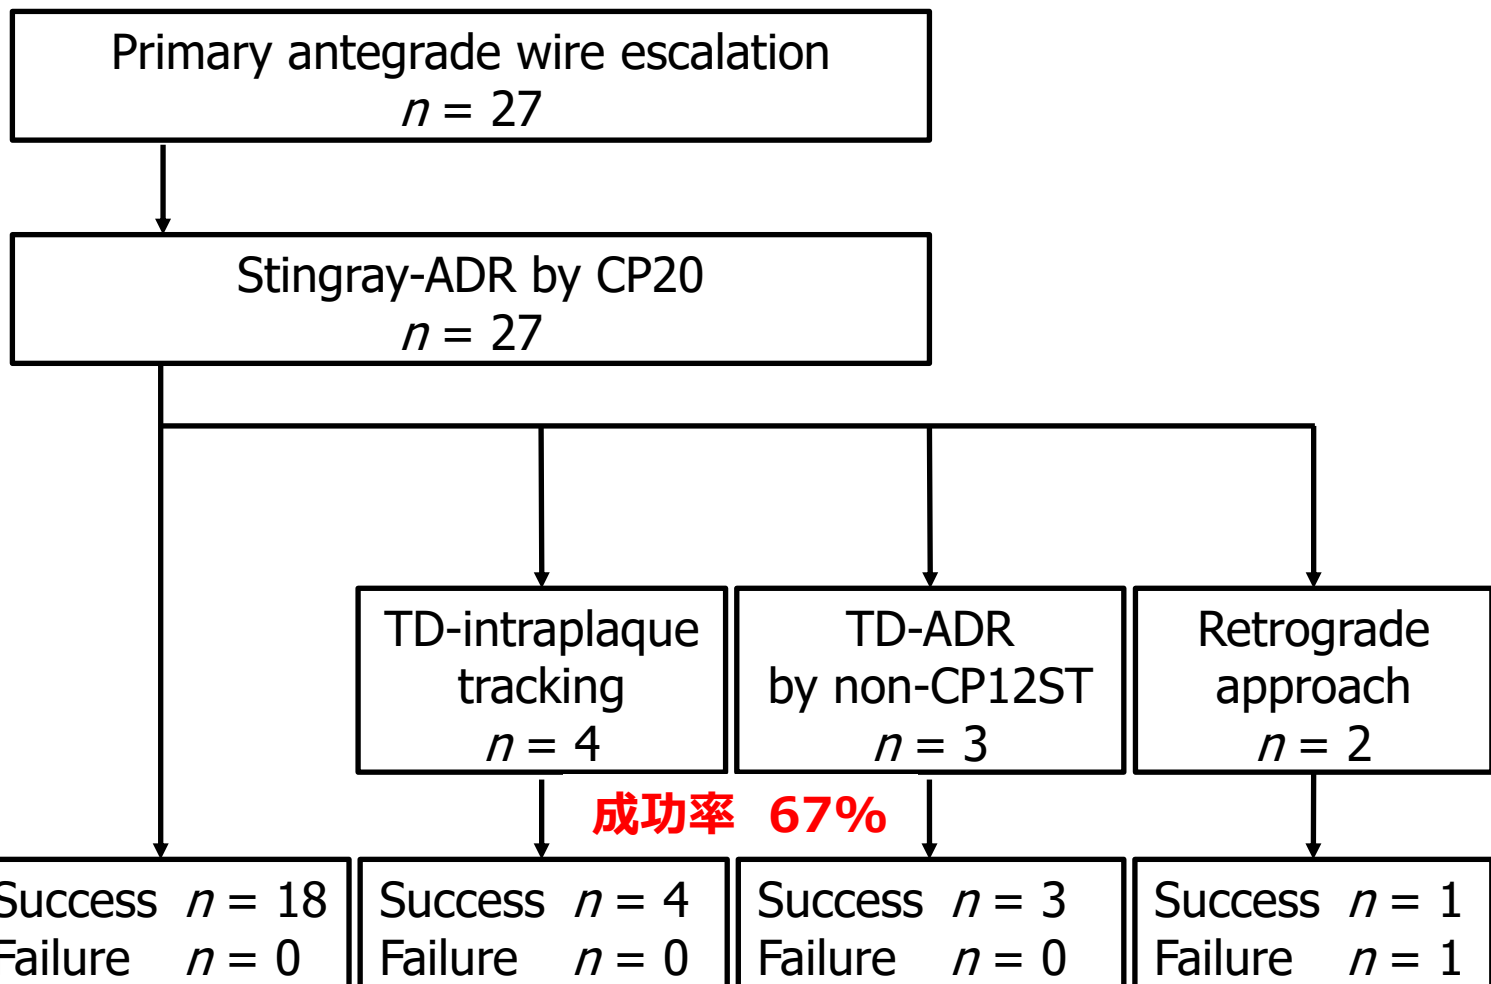 Primary antegrade wire escalation
n = 27
Stingray-ADR by CP20
n = 27
TD-intraplaque
tracking
n = 4
TD-ADR
by non-CP12ST
n = 3
Retrograde
approach
n = 2
成功率 67%
Success n = 18
Failure n = 0
Success n = 4
Failure n = 0
Success n = 3
Failure n = 0
Success n = 1
Failure n = 1